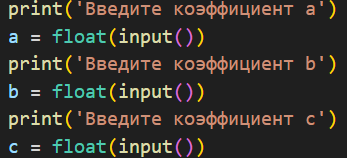 print('Введите коэффициент a')
a = float(input())
print('Введите коэффициент b')
b = float(input())
print('Введите коэффициент c')
c = float(input())